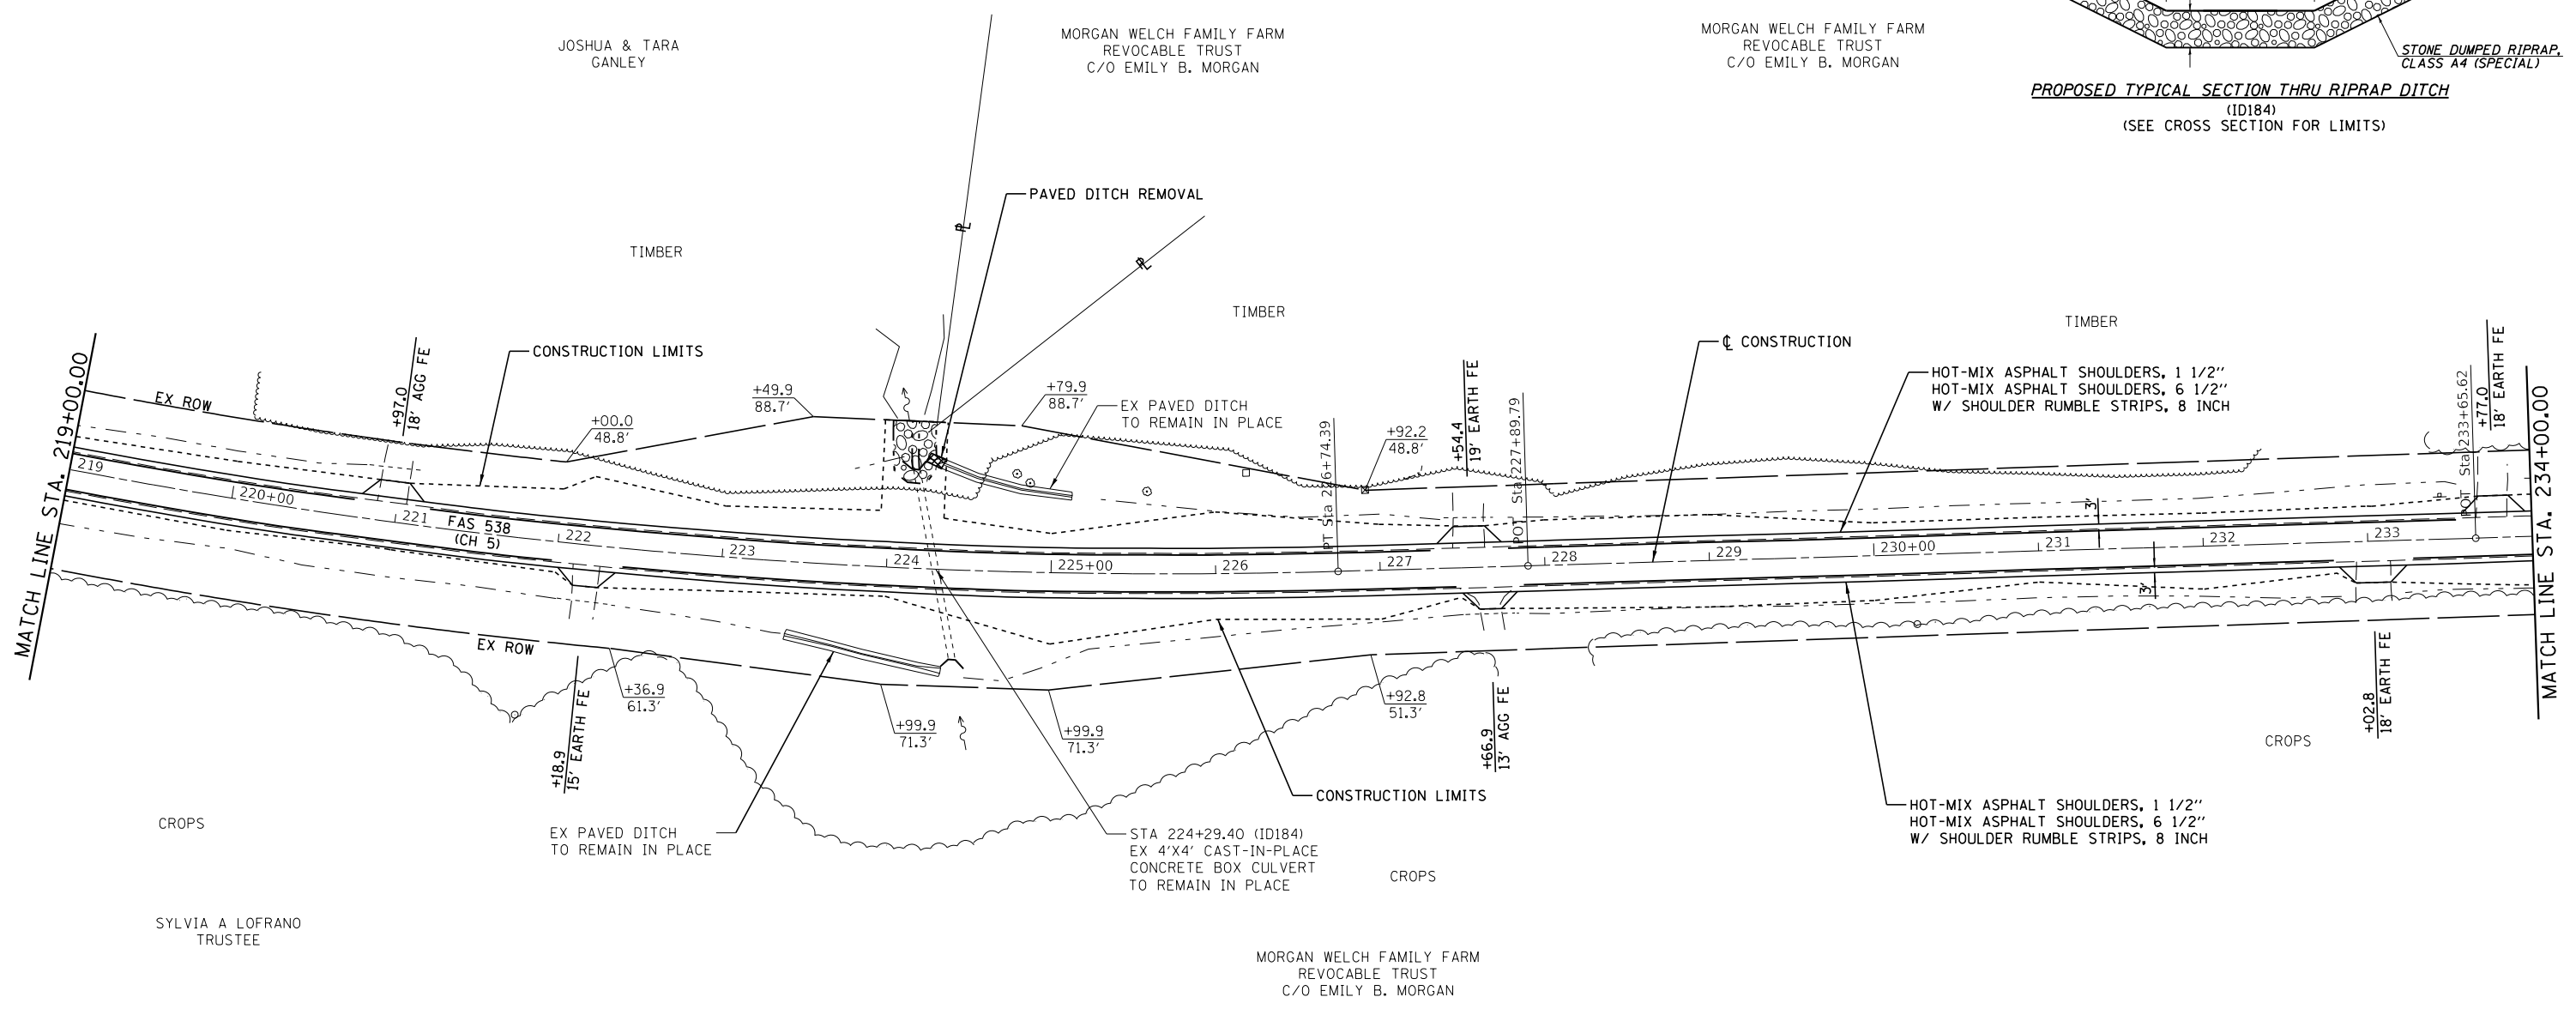 JOSHUA & TARA
GANLEY
MORGAN WELCH FAMILY FARM
REVOCABLE TRUST
C/O EMILY B. MORGAN
MORGAN WELCH FAMILY FARM
REVOCABLE TRUST
C/O EMILY B. MORGAN
STONE DUMPED RIPRAP,
CLASS A4 (SPECIAL)
PROPOSED TYPICAL SECTION THRU RIPRAP DITCH
(ID184)
(SEE CROSS SECTION FOR LIMITS)
PAVED DITCH REMOVAL
PL
PL
TIMBER
TIMBER
TIMBER
MATCH LINE STA. 219+00.00
EX ROW
+97.0
18' AGG FE
CONSTRUCTION LIMITS
+00.0
48.8'
+49.9
88.7'
+79.9
88.7'
EX PAVED DITCH
TO REMAIN IN PLACE
PT Sta 226+74.39
+92.2
48.8'
+54.4
19' EARTH FE
POT Sta 227+89.79
℄ CONSTRUCTION
HOT-MIX ASPHALT SHOULDERS, 1 1/2"
HOT-MIX ASPHALT SHOULDERS, 6 1/2"
W/ SHOULDER RUMBLE STRIPS, 8 INCH
POT Sta 233+65.62
+77.0
18' EARTH FE
MATCH LINE STA. 234+00.00
219
220+00
221
FAS 538
(CH 5)
222
223
224
225+00
226
227
228
229
230+00
231
232
233
3'
3'
EX ROW
+18.9
15' EARTH FE
+36.9
61.3'
+99.9
71.3'
+99.9
71.3'
+92.8
51.3'
+66.9
13' AGG FE
+02.8
18' EARTH FE
CROPS
CONSTRUCTION LIMITS
HOT-MIX ASPHALT SHOULDERS, 1 1/2"
HOT-MIX ASPHALT SHOULDERS, 6 1/2"
W/ SHOULDER RUMBLE STRIPS, 8 INCH
CROPS
EX PAVED DITCH
TO REMAIN IN PLACE
STA 224+29.40 (ID184)
EX 4'X4' CAST-IN-PLACE
CONCRETE BOX CULVERT
TO REMAIN IN PLACE
CROPS
SYLVIA A LOFRANO
TRUSTEE
MORGAN WELCH FAMILY FARM
REVOCABLE TRUST
C/O EMILY B. MORGAN